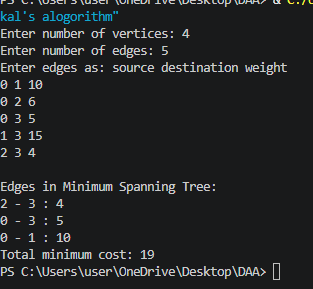 PS C:\Users\user\OneDrive\Desktop\DAA> & C:/
kal's alogorithm"
Enter number of vertices: 4
Enter number of edges: 5
Enter edges as: source destination weight
0 1 10
0 2 6
0 3 5
1 3 15
2 3 4
Edges in Minimum Spanning Tree:
2 - 3 : 4
0 - 3 : 5
0 - 1 : 10
Total minimum cost: 19
PS C:\Users\user\OneDrive\Desktop\DAA>